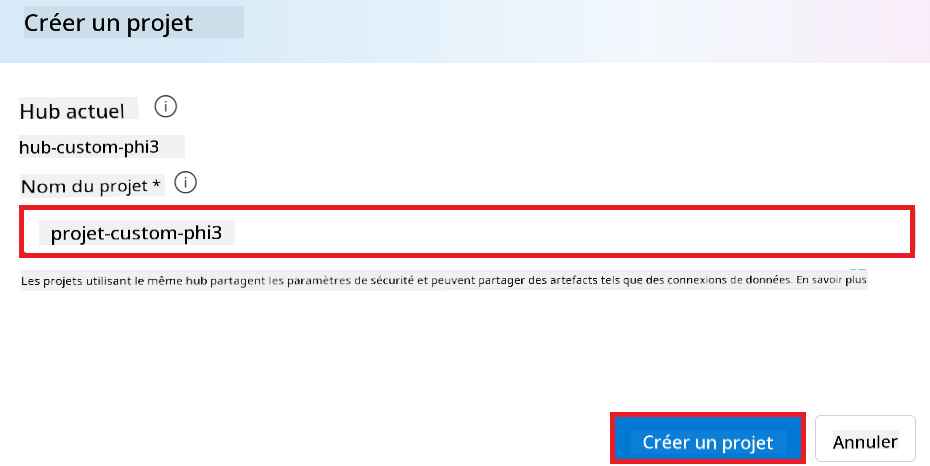 Créer un projet
Hub actuel
hub-custom-phi3
Nom du projet *
projet-custom-phi3
Les projets utilisant le même hub partagent les paramètres de sécurité et peuvent partager des artefacts tels que des connexions de données. En savoir plus
Créer un projet
Annuler